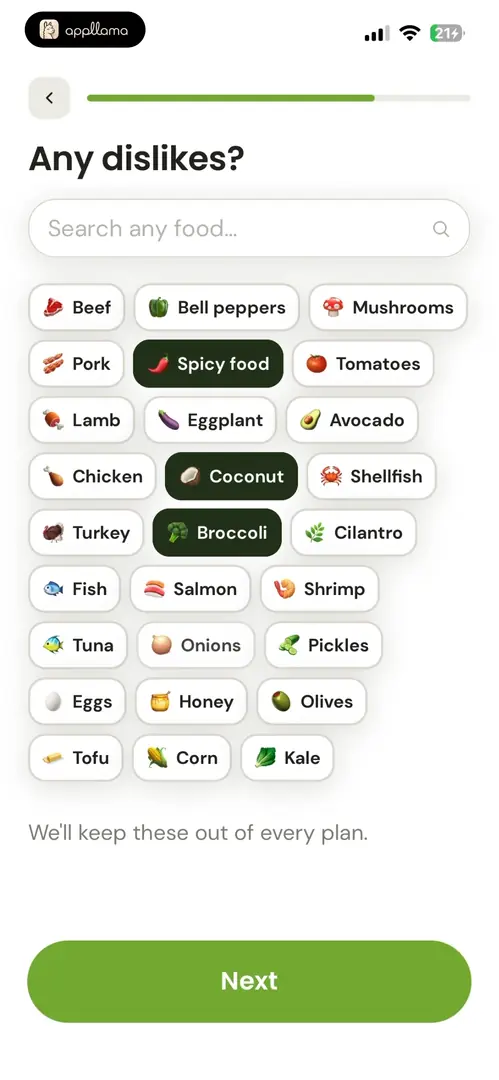 appllama
21
Any dislikes?
Search any food...
Beef Bell peppers Mushrooms
Pork Spicy food Tomatoes
Lamb Eggplant Avocado
Chicken Coconut Shellfish
Turkey Broccoli Cilantro
Fish Salmon Shrimp
Tuna Onions Pickles
Eggs Honey Olives
Tofu Corn Kale
We'll keep these out of every plan.
Next